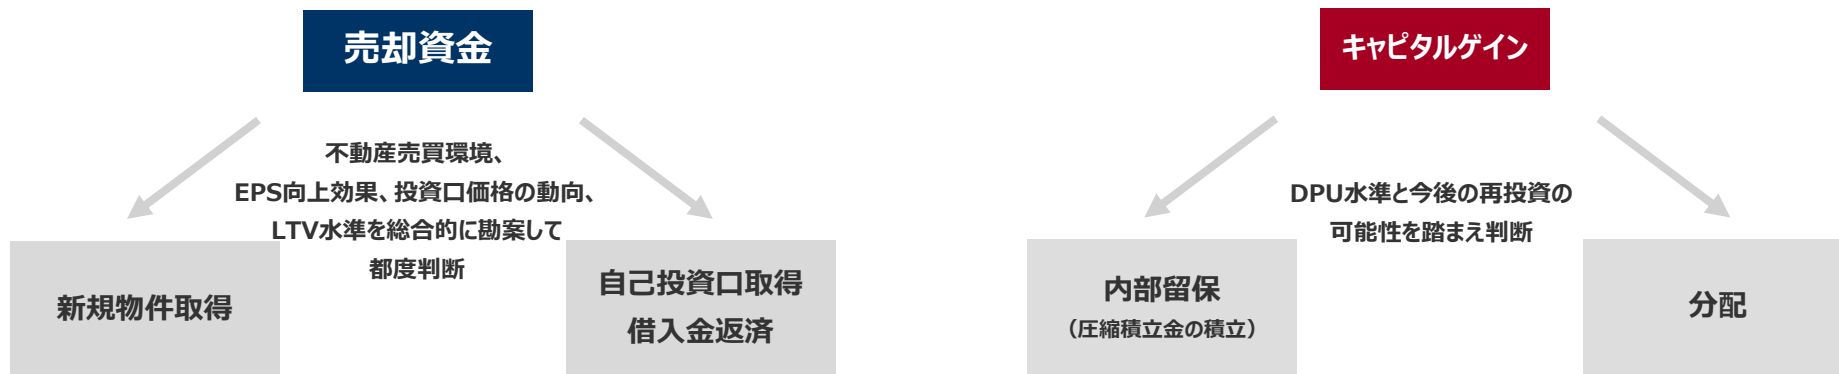 売却資金
不動産売買環境、
EPS向上効果、投資口価格の動向、
LTV水準を総合的に勘案して
都度判断
新規物件取得
自己投資口取得
借入金返済
キャピタルゲイン
DPU水準と今後の再投資の
可能性を踏まえ判断
内部留保
（圧縮積立金の積立）
分配